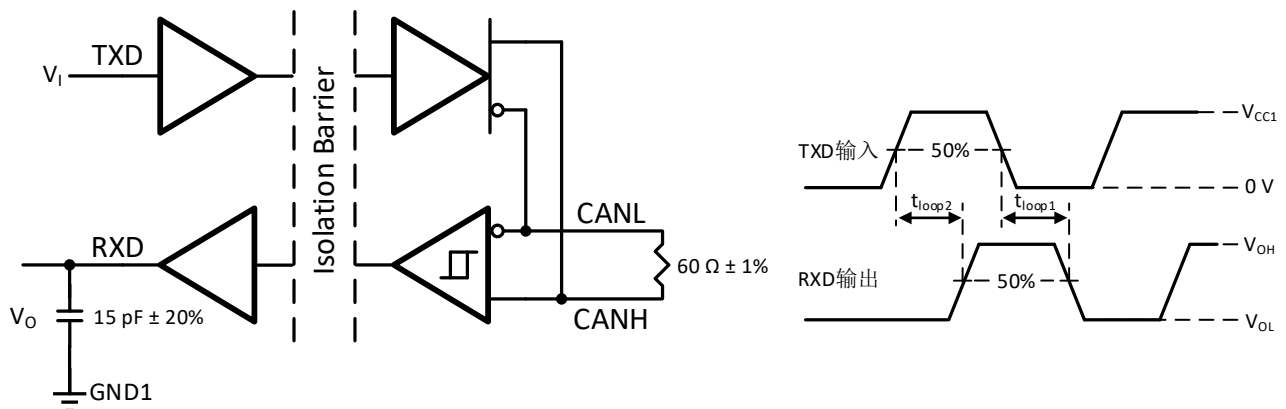 TXD
V_I
Isolation Barrier
CANL
RXD
60 Ω ± 1%
V_O
15 pF ± 20%
CANH
GND1
V_CC1
TXD输入
50%
0 V
t_loop2
t_loop1
V_OH
RXD输出
50%
V_OL